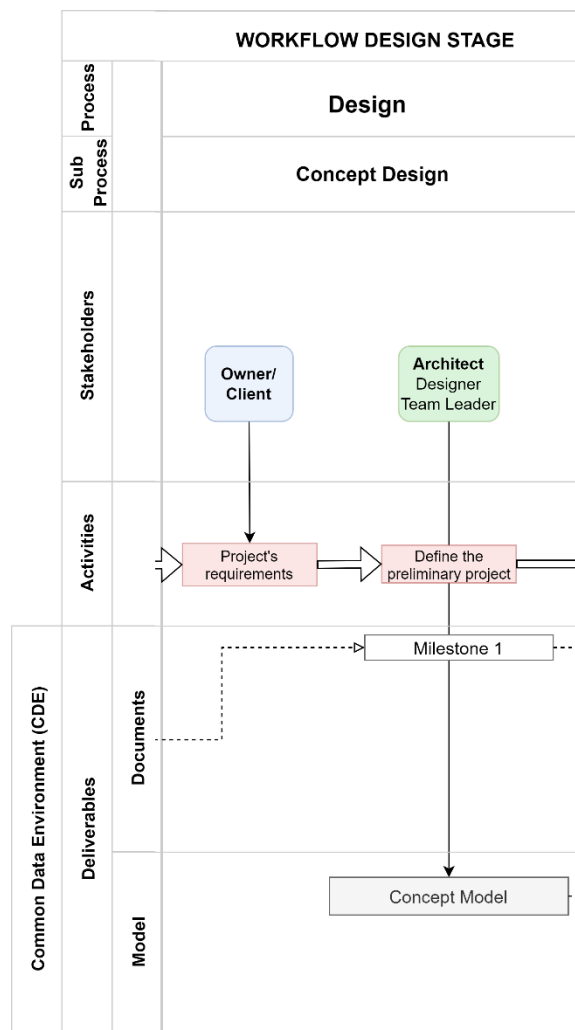 WORKFLOW DESIGN STAGE
Process
Design
Sub
Process
Concept Design
Stakeholders
Owner/
Client
Architect
Designer
Team Leader
Activities
Project's
requirements
Define the
preliminary project
Common Data Environment (CDE)
Deliverables
Documents
Milestone 1
Model
Concept Model